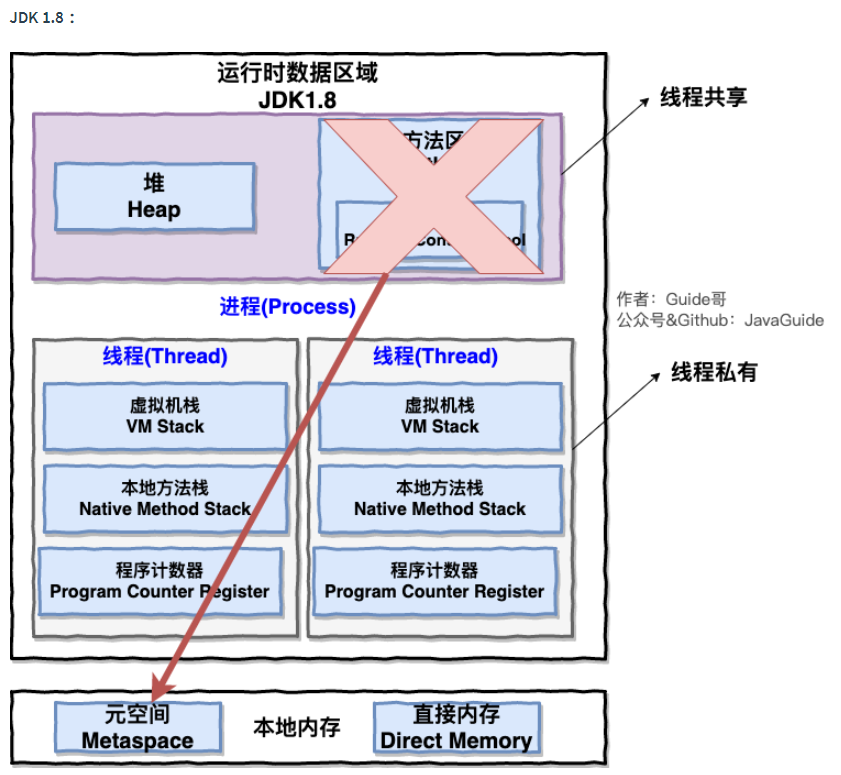 JDK 1.8 :
运行时数据区域
JDK1.8
线程共享
方法区
堆
Heap
进程(Process)
作者：Guide哥
公众号&Github：JavaGuide
线程(Thread)
线程(Thread)
线程私有
虚拟机栈
VM Stack
虚拟机栈
VM Stack
本地方法栈
Native Method Stack
本地方法栈
Native Method Stack
程序计数器
Program Counter Register
程序计数器
Program Counter Register
元空间
Metaspace
本地内存
直接内存
Direct Memory